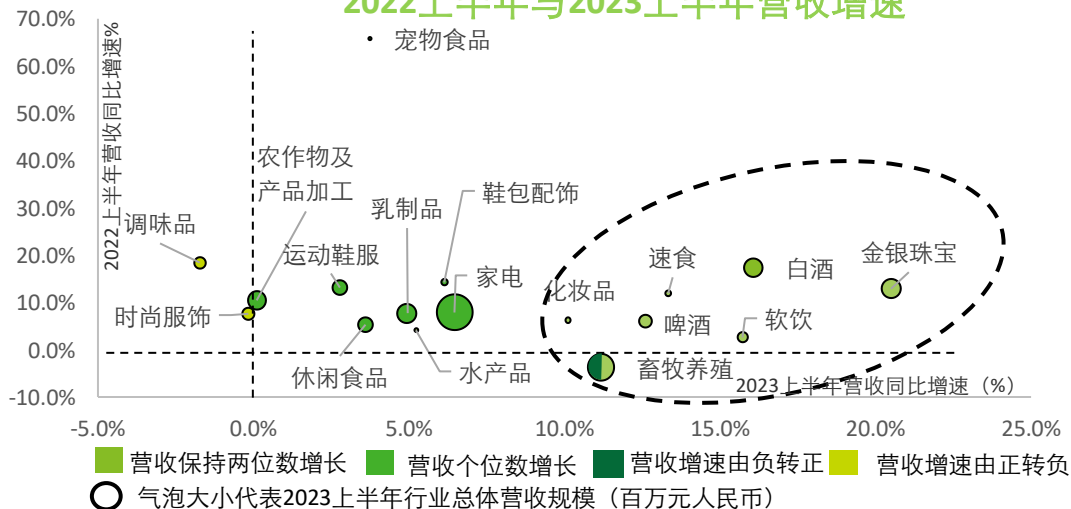 2022上半年与2023上半年营收增速
70.0%
60.0%
50.0%
40.0%
30.0%
20.0%
10.0%
0.0%
-10.0%
2022上半年营收同比增速%
宠物食品
农作物及
产品加工
调味品
时尚服饰
运动鞋服
乳制品
鞋包配饰
家电
休闲食品
水产品
化妆品
速食
啤酒
白酒
金银珠宝
软饮
畜牧养殖
2023上半年营收同比增速（%）
-5.0%
0.0%
5.0%
10.0%
15.0%
20.0%
25.0%
营收保持两位数增长
营收个位数增长
营收增速由负转正
营收增速由正转负
气泡大小代表2023上半年行业总体营收规模（百万元人民币）